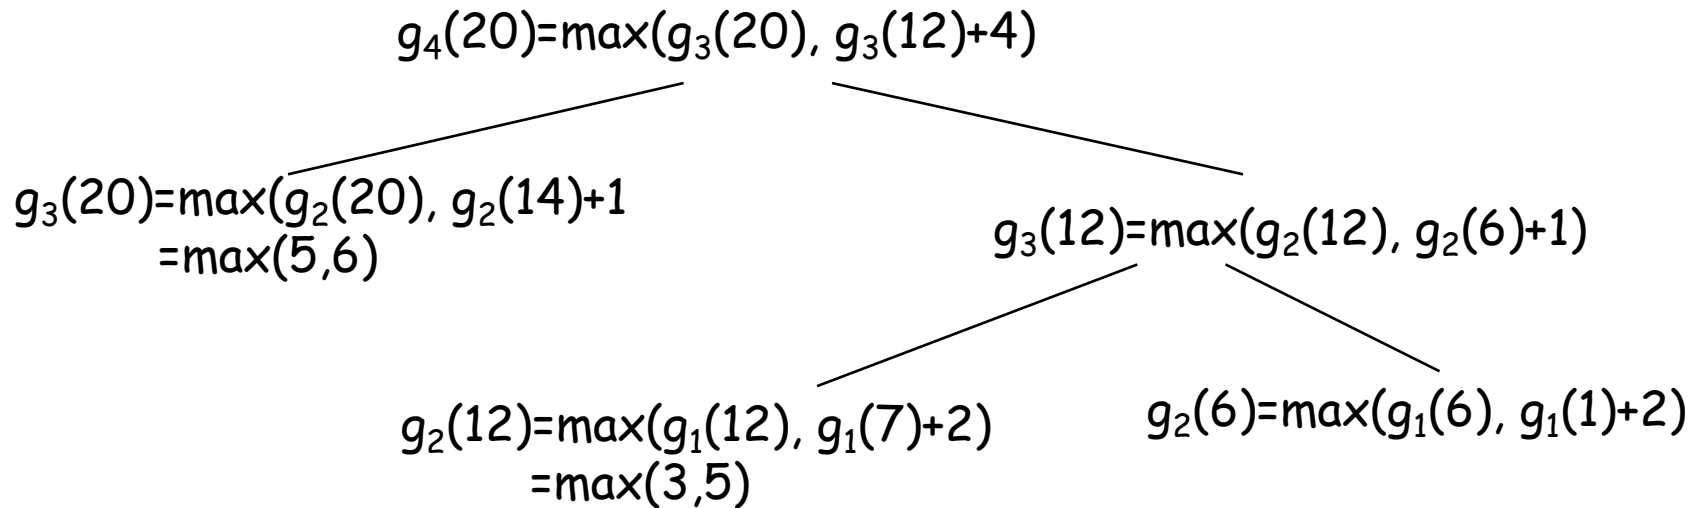 g₄(20)=max(g₃(20), g₃(12)+4)
g₃(20)=max(g₂(20), g₂(14)+1
=max(5,6)
g₃(12)=max(g₂(12), g₂(6)+1)
g₂(12)=max(g₁(12), g₁(7)+2)
=max(3,5)
g₂(6)=max(g₁(6), g₁(1)+2)